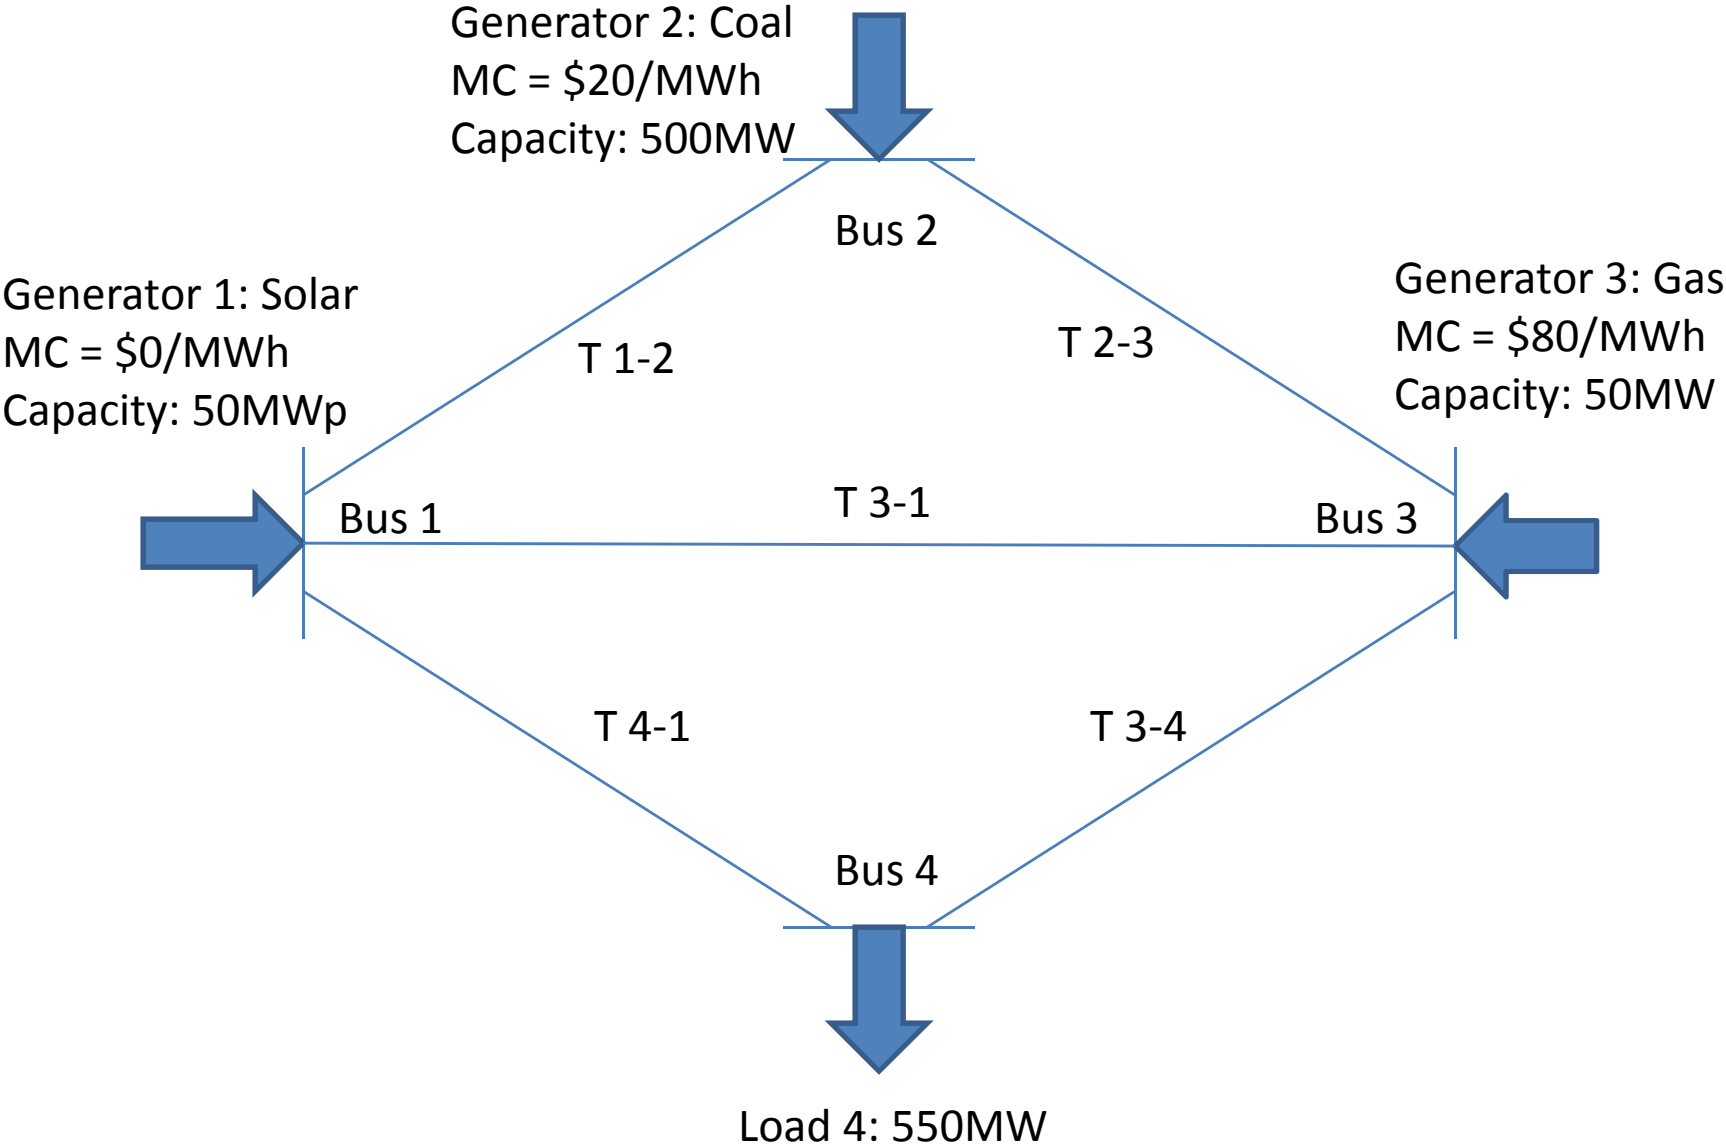 Generator 2: Coal
MC = $20/MWh
Capacity: 500MW
Bus 2
Generator 1: Solar
MC = $0/MWh
Capacity: 50MWp
Generator 3: Gas
MC = $80/MWh
Capacity: 50MW
T 1-2
T 2-3
Bus 1
T 3-1
Bus 3
T 4-1
T 3-4
Bus 4
Load 4: 550MW